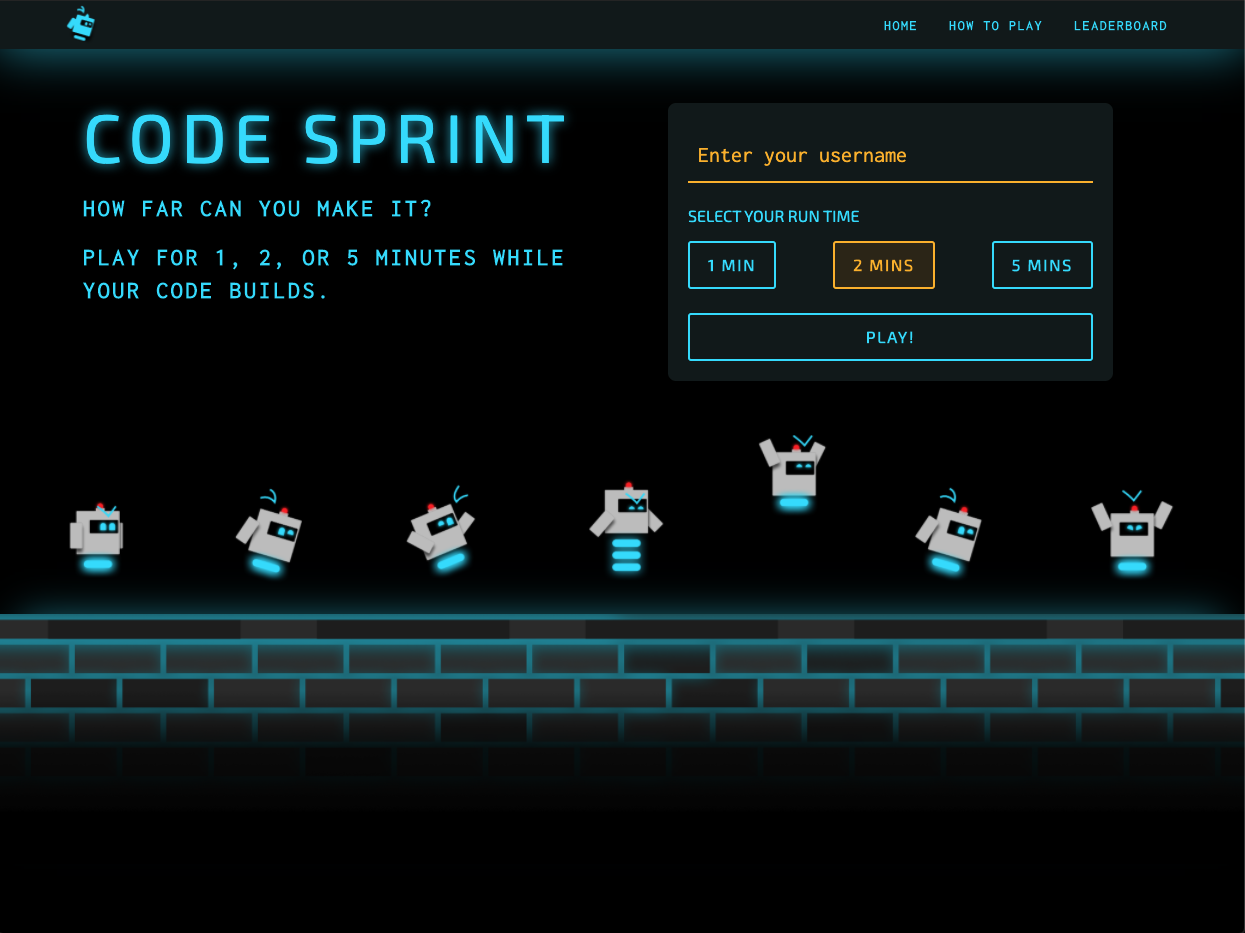 HOME HOW TO PLAY LEADERBOARD
CODE SPRINT
HOW FAR CAN YOU MAKE IT?
PLAY FOR 1, 2, OR 5 MINUTES WHILE
YOUR CODE BUILDS.
Enter your username
SELECT YOUR RUN TIME
1 MIN 2 MINS 5 MINS
PLAY!